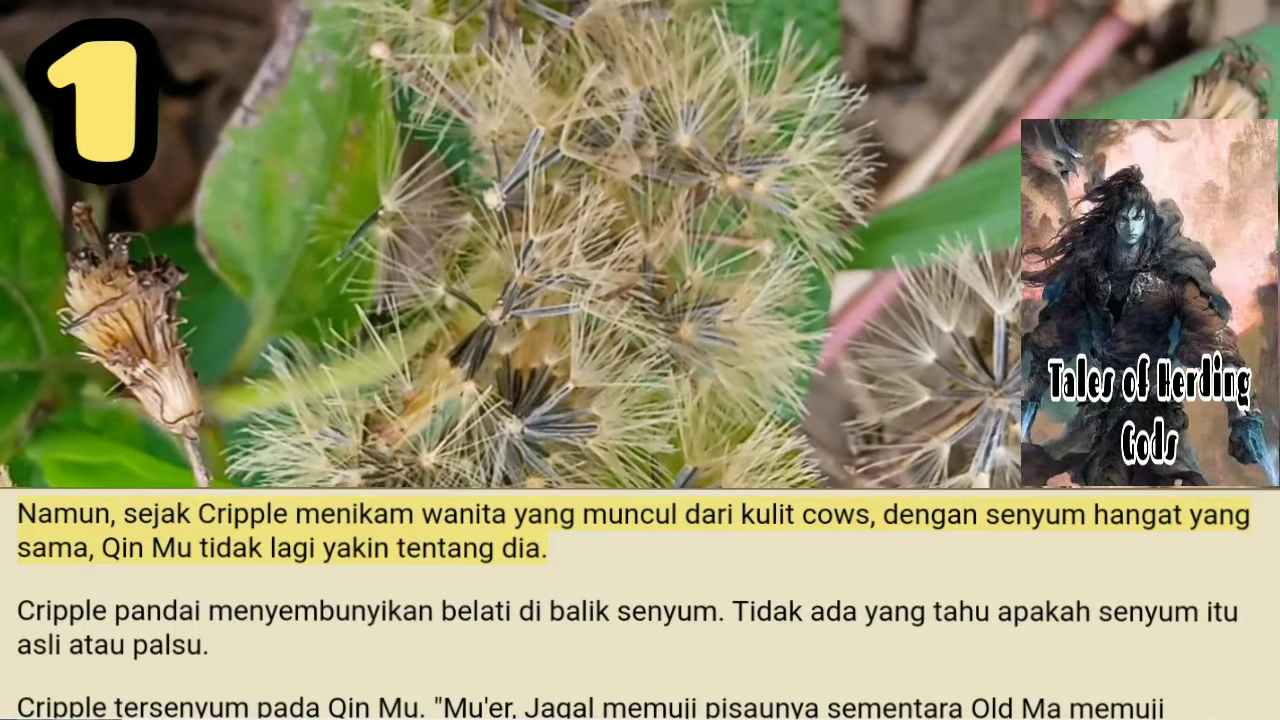 1
Tales of Herding
Gods
Namun, sejak Cripple menikam wanita yang muncul dari kulit cows, dengan senyum hangat yang
sama, Qin Mu tidak lagi yakin tentang dia.
Cripple pandai menyembunyikan belati di balik senyum. Tidak ada yang tahu apakah senyum itu
asli atau palsu.
Cripple tersenyum pada Qin Mu. "Mu'er, Jagal memuji pisaunya sementara Old Ma memuji